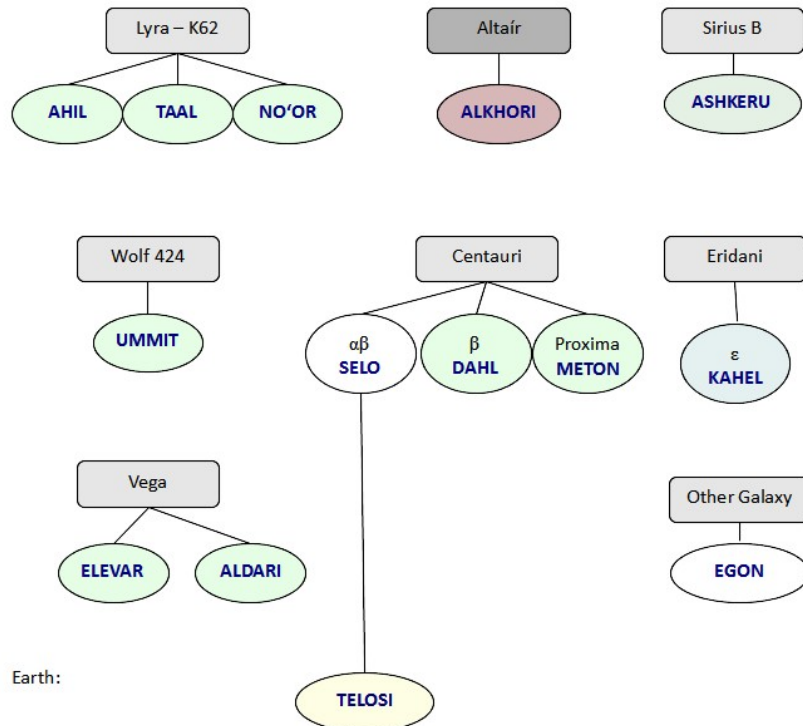 Lyra – K62
Altaír
Sirius B
AHIL
TAAL
NO‘OR
ALKHORI
ASHKERU
Wolf 424
Centauri
Eridani
UMMIT
αβ
SELO
β
DAHL
Proxima
METON
ε
KAHEL
Vega
Other Galaxy
ELEVAR
ALDARI
EGON
Earth:
TELOSI